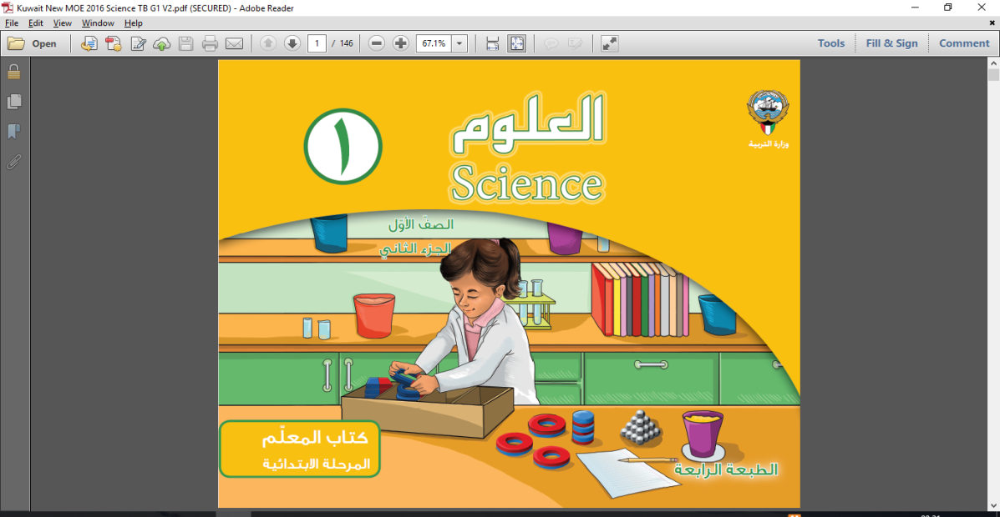 Kuwait New MOE 2016 Science TB G1 V2.pdf (SECURED) - Adobe Reader
File Edit View Window Help
Open 1 / 146 67.1% Tools Fill & Sign Comment
العلوم
١
وزارة التربية
Science
الصفّ الأوّل
الجزء الثاني
كتاب المعلّم
المرحلة الابتدائية
الطبعة الرابعة